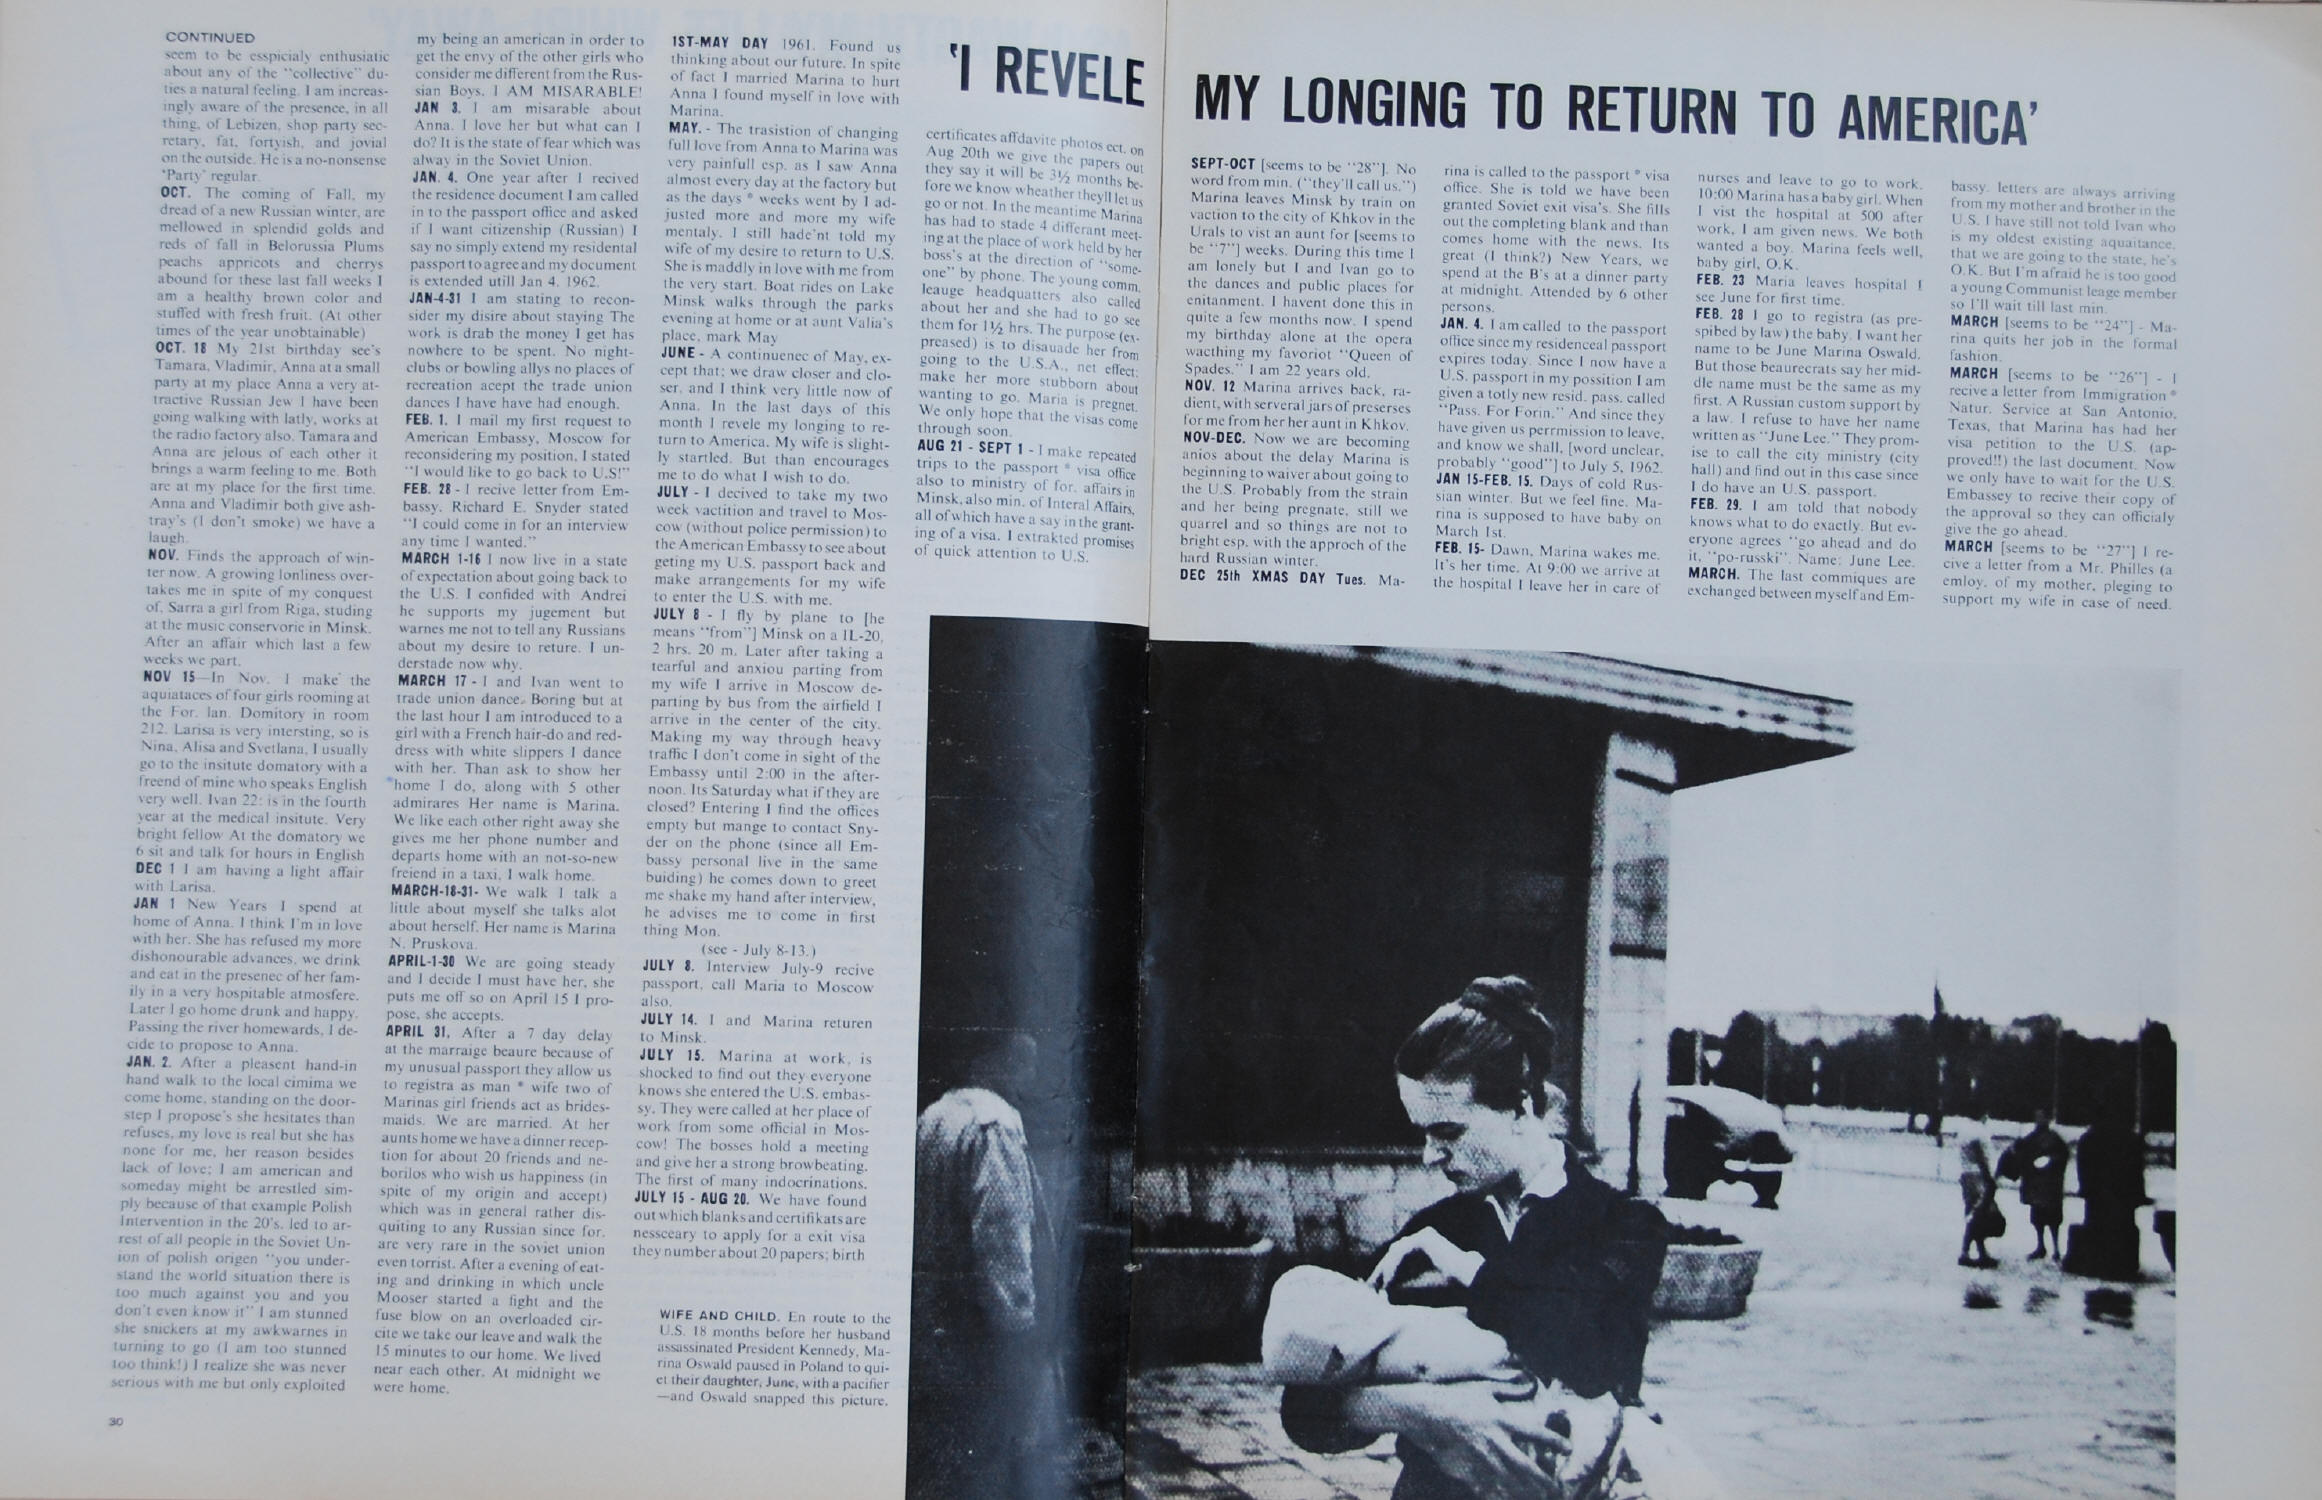 CONTINUED
seem to be esspicialy enthusiatic
about any of the "collective" du-
ties a natural feeling. I am increas-
ingly aware of the presence, in all
thing, of Lebizen, shop party sec-
retary, fat, fortyish, and jovial
on the outside. He is a no-nonsense
'Party' regular.
OCT. The coming of Fall, my
dread of a new Russian winter, are
mellowed in splendid golds and
reds of fall in Belorussia Plums
peachs appricots and cherrys
abound for these last fall weeks I
am a healthy brown color and
stuffed with fresh fruit. (At other
times of the year unobtainable)
OCT. 18 My 21st birthday see's
Tamara, Vladimir, Anna at a small
party at my place Anna a very at-
tractive Russian Jew I have been
going walking with latly, works at
the radio factory also. Tamara and
Anna are jelous of each other it
brings a warm feeling to me. Both
are at my place for the first time.
Anna and Vladimir both give ash-
tray's (I don't smoke) we have a
laugh.
NOV. Finds the approach of win-
ter now. A growing lonliness over-
takes me in spite of my conquest
of, Sarra a girl from Riga, studing
at the music conservorie in Minsk.
After an affair which last a few
weeks we part.
NOV 15—In Nov. I make the
aquiataces of four girls rooming at
the For. lan. Domitory in room
212. Larisa is very intersting, so is
Nina, Alisa and Svetlana, I usually
go to the insitute domatory with a
freend of mine who speaks English
very well. Ivan 22: is in the fourth
year at the medical insitute. Very
bright fellow At the domatory we
6 sit and talk for hours in English
DEC 1 I am having a light affair
with Larisa.
JAN 1 New Years I spend at
home of Anna. I think I'm in love
with her. She has refused my more
dishonourable advances, we drink
and eat in the presenec of her fam-
ily in a very hospitable atmosfere.
Later I go home drunk and happy.
Passing the river homewards, I de-
cide to propose to Anna.
JAN. 2. After a pleasent hand-in
hand walk to the local cimima we
come home, standing on the door-
step I propose's she hesitates than
refuses, my love is real but she has
none for me, her reason besides
lack of love; I am american and
someday might be arrested sim-
ply because of that example Polish
Intervention in the 20's. led to ar-
rest of all people in the Soviet Un-
ion of polish origen "you under-
stand the world situation there is
too much against you and you
don't even know it" I am stunned
she snickers at my awkwarnes in
turning to go (I am too stunned
too think!) I realize she was never
serious with me but only exploited
30
my being an american in order to
get the envy of the other girls who
consider me different from the Rus-
sian Boys. I AM MISARABLE!
JAN 3. I am misarable about
Anna. I love her but what can I
do? It is the state of fear which was
alway in the Soviet Union.
JAN. 4. One year after I recived
the residence document I am called
in to the passport office and asked
if I want citizenship (Russian) I
say no simply extend my residental
passport to agree and my document
is extended utill Jan 4. 1962.
JAN-4-31 I am stating to recon-
sider my disire about staying The
work is drab the money I get has
nowhere to be spent. No night-
clubs or bowling allys no places of
recreation acept the trade union
dances I have have had enough.
FEB. 1. I mail my first request to
American Embassy, Moscow for
reconsidering my position, I stated
"I would like to go back to U.S!"
FEB. 28 - I recive letter from Em-
bassy. Richard E. Snyder stated
"I could come in for an interview
any time I wanted."
MARCH 1-16 I now live in a state
of expectation about going back to
the U.S. I confided with Andrei
he supports my jugement but
warnes me not to tell any Russians
about my desire to reture. I un-
derstade now why.
MARCH 17 - I and Ivan went to
trade union dance. Boring but at
the last hour I am introduced to a
girl with a French hair-do and red-
dress with white slippers I dance
with her. Than ask to show her
home I do, along with 5 other
admirares Her name is Marina.
We like each other right away she
gives me her phone number and
departs home with an not-so-new
freiend in a taxi, I walk home.
MARCH-18-31- We walk I talk a
little about myself she talks alot
about herself. Her name is Marina
N. Pruskova.
APRIL-1-30 We are going steady
and I decide I must have her, she
puts me off so on April 15 I pro-
pose, she accepts.
APRIL 31, After a 7 day delay
at the marraige beaure because of
my unusual passport they allow us
to registra as man * wife two of
Marinas girl friends act as brides-
maids. We are married. At her
aunts home we have a dinner recep-
tion for about 20 friends and ne-
borilos who wish us happiness (in
spite of my origin and accept)
which was in general rather dis-
quiting to any Russian since for.
are very rare in the soviet union
even torrist. After a evening of eat-
ing and drinking in which uncle
Mooser started a fight and the
fuse blow on an overloaded cir-
cite we take our leave and walk the
15 minutes to our home. We lived
near each other. At midnight we
were home.
1ST-MAY DAY 1961. Found us
thinking about our future. In spite
of fact I married Marina to hurt
Anna I found myself in love with
Marina.
MAY. - The trasistion of changing
full love from Anna to Marina was
very painfull esp. as I saw Anna
almost every day at the factory but
as the days * weeks went by I ad-
justed more and more my wife
mentaly. I still hade'nt told my
wife of my desire to return to U.S.
She is maddly in love with me from
the very start. Boat rides on Lake
Minsk walks through the parks
evening at home or at aunt Valia's
place, mark May
JUNE - A continuenec of May, ex-
cept that; we draw closer and clo-
ser, and I think very little now of
Anna. In the last days of this
month I revele my longing to re-
turn to America. My wife is slight-
ly startled. But than encourages
me to do what I wish to do.
JULY - I decived to take my two
week vactition and travel to Mos-
cow (without police permission) to
the American Embassy to see about
geting my U.S. passport back and
make arrangements for my wife
to enter the U.S. with me.
JULY 8 - I fly by plane to [he
means "from"] Minsk on a IL-20,
2 hrs. 20 m. Later after taking a
tearful and anxiou parting from
my wife I arrive in Moscow de-
parting by bus from the airfield I
arrive in the center of the city.
Making my way through heavy
traffic I don't come in sight of the
Embassy until 2:00 in the after-
noon. Its Saturday what if they are
closed? Entering I find the offices
empty but mange to contact Sny-
der on the phone (since all Em-
bassy personal live in the same
buiding) he comes down to greet
me shake my hand after interview,
he advises me to come in first
thing Mon.
(see - July 8-13.)
JULY 8. Interview July-9 recive
passport, call Maria to Moscow
also.
JULY 14. I and Marina returen
to Minsk.
JULY 15. Marina at work, is
shocked to find out they everyone
knows she entered the U.S. embas-
sy. They were called at her place of
work from some official in Mos-
cow! The bosses hold a meeting
and give her a strong browbeating.
The first of many indocrinations.
JULY 15 - AUG 20. We have found
out which blanks and certifikats are
nessceary to apply for a exit visa
they number about 20 papers; birth
WIFE AND CHILD. En route to the
U.S. 18 months before her husband
assassinated President Kennedy, Ma-
rina Oswald paused in Poland to qui-
et their daughter, June, with a pacifier
—and Oswald snapped this picture.
'I REVELE MY LONGING TO RETURN TO AMERICA'
certificates affdavite photos ect. on
Aug 20th we give the papers out
they say it will be 3½ months be-
fore we know wheather theyll let us
go or not. In the meantime Marina
has had to stade 4 differant meet-
ing at the place of work held by her
boss's at the direction of "some-
one" by phone. The young comm.
leauge headquatters also called
about her and she had to go see
them for 1½ hrs. The purpose (ex-
preased) is to disauade her from
going to the U.S.A., net effect:
make her more stubborn about
wanting to go. Maria is pregnet.
We only hope that the visas come
through soon.
AUG 21 - SEPT 1 - I make repeated
trips to the passport * visa office
also to ministry of for. affairs in
Minsk, also min. of Interal Affairs,
all of which have a say in the grant-
ing of a visa. I extrakted promises
of quick attention to U.S.
SEPT-OCT [seems to be "28"]. No
word from min. ("they'll call us.")
Marina leaves Minsk by train on
vaction to the city of Khkov in the
Urals to vist an aunt for [seems to
be "7"] weeks. During this time I
am lonely but I and Ivan go to
the dances and public places for
enitanment. I havent done this in
quite a few months now. I spend
my birthday alone at the opera
wacthing my favoriot "Queen of
Spades." I am 22 years old.
NOV. 12 Marina arrives back, ra-
dient, with serveral jars of preserses
for me from her aunt in Khkov.
NOV-DEC. Now we are becoming
anios about the delay Marina is
beginning to waiver about going to
the U.S. Probably from the strain
and her being pregnate, still we
quarrel and so things are not to
bright esp. with the approch of the
hard Russian winter.
DEC 25th XMAS DAY Tues. Ma-
rina is called to the passport * visa
office. She is told we have been
granted Soviet exit visa's. She fills
out the completing blank and than
comes home with the news. Its
great (I think?) New Years, we
spend at the B's at a dinner party
at midnight. Attended by 6 other
persons.
JAN. 4. I am called to the passport
office since my residenceal passport
expires today. Since I now have a
U.S. passport in my possition I am
given a totly new resid. pass. called
"Pass. For Forin." And since they
have given us perrmission to leave,
and know we shall, [word unclear,
probably "good"] to July 5, 1962.
JAN 15-FEB. 15. Days of cold Rus-
sian winter. But we feel fine. Ma-
rina is supposed to have baby on
March 1st.
FEB. 15- Dawn, Marina wakes me.
It's her time. At 9:00 we arrive at
the hospital I leave her in care of
nurses and leave to go to work.
10:00 Marina has a baby girl. When
I vist the hospital at 500 after
work, I am given news. We both
wanted a boy. Marina feels well,
baby girl, O.K.
FEB. 23 Maria leaves hospital I
see June for first time.
FEB. 28 I go to registra (as pre-
spibed by law) the baby. I want her
name to be June Marina Oswald.
But those beaurecrats say her mid-
dle name must be the same as my
first. A Russian custom support by
a law. I refuse to have her name
written as "June Lee." They prom-
ise to call the city ministry (city
hall) and find out in this case since
I do have an U.S. passport.
FEB. 29. I am told that nobody
knows what to do exactly. But ev-
eryone agrees "go ahead and do
it, "po-russki". Name: June Lee.
MARCH. The last commiques are
exchanged between myself and Em-
bassy. letters are always arriving
from my mother and brother in the
U.S. I have still not told Ivan who
is my oldest existing aquaitance,
that we are going to the state, he's
O.K. But I'm afraid he is too good
a young Communist leage member
so I'll wait till last min.
MARCH [seems to be "24"] - Ma-
rina quits her job in the formal
fashion.
MARCH [seems to be "26"] - I
recive a letter from Immigration *
Natur. Service at San Antonio,
Texas, that Marina has had her
visa petition to the U.S. (ap-
proved!!) the last document. Now
we only have to wait for the U.S.
Embassey to recive their copy of
the approval so they can officialy
give the go ahead.
MARCH [seems to be "27"] I re-
cive a letter from a Mr. Philles (a
emloy. of my mother, pleging to
support my wife in case of need.